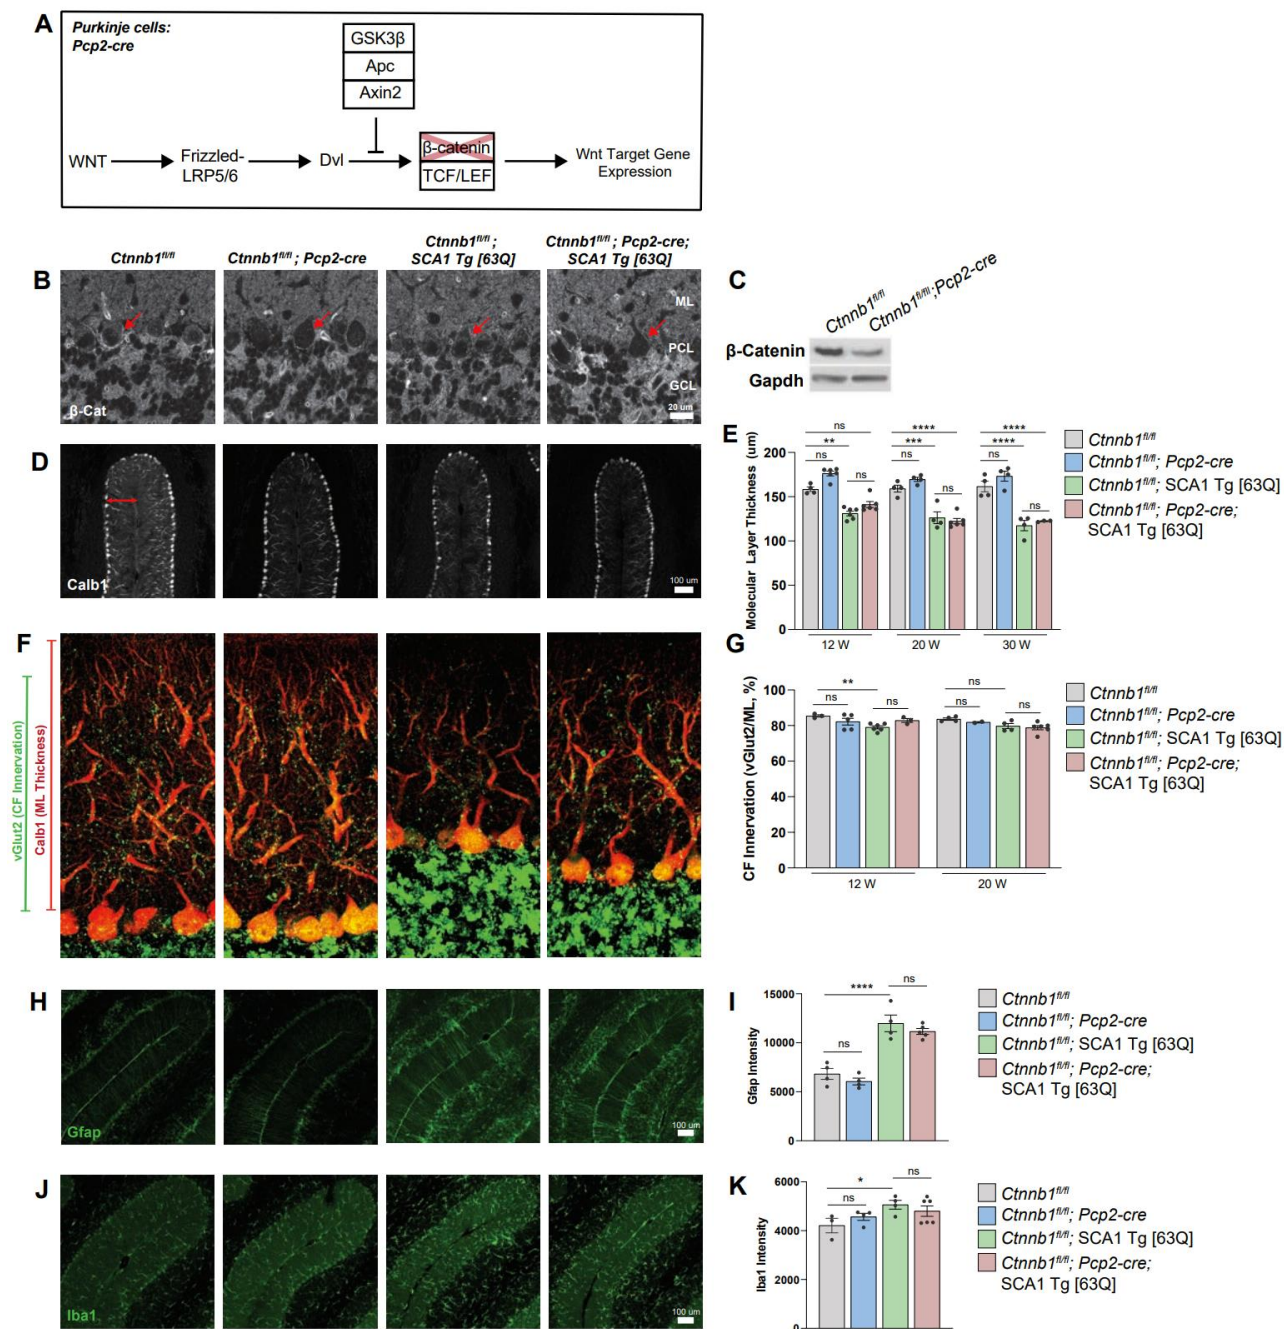 A
Purkinje cells:
Pcp2-cre
GSK3β
Apc
Axin2
WNT
Frizzled-
LRP5/6
Dvl
β-catenin
TCF/LEF
Wnt Target Gene
Expression
Ctnnb1fl/fl
Ctnnb1fl/fl; Pcp2-cre
Ctnnb1fl/fl;
SCA1 Tg [63Q]
Ctnnb1fl/fl; Pcp2-cre;
SCA1 Tg [63Q]
B
ML
PCL
GCL
β-Cat
20 um
C
Ctnnb1fl/fl
Ctnnb1fl/fl;Pcp2-cre
β-Catenin
Gapdh
D
Calb1
100 um
E
Molecular Layer Thickness (um)
200
150
100
50
0
ns
**
ns
ns
****
***
ns
ns
****
****
ns
ns
12 W
20 W
30 W
Ctnnb1fl/fl
Ctnnb1fl/fl; Pcp2-cre
Ctnnb1fl/fl; SCA1 Tg [63Q]
Ctnnb1fl/fl; Pcp2-cre;
SCA1 Tg [63Q]
F
vGlut2 (CF Innervation)
Calb1 (ML Thickness)
G
CF Innervation (vGlut2/ML, %)
100
80
60
40
20
0
**
ns
ns
ns
ns
ns
12 W
20 W
Ctnnb1fl/fl
Ctnnb1fl/fl; Pcp2-cre
Ctnnb1fl/fl; SCA1 Tg [63Q]
Ctnnb1fl/fl; Pcp2-cre;
SCA1 Tg [63Q]
H
Gfap
100 um
I
Gfap Intensity
15000
10000
5000
0
****
ns
ns
Ctnnb1fl/fl
Ctnnb1fl/fl; Pcp2-cre
Ctnnb1fl/fl; SCA1 Tg [63Q]
Ctnnb1fl/fl; Pcp2-cre;
SCA1 Tg [63Q]
J
Iba1
100 um
K
Iba1 Intensity
6000
4000
2000
0
*
ns
ns
Ctnnb1fl/fl
Ctnnb1fl/fl; Pcp2-cre
Ctnnb1fl/fl; SCA1 Tg [63Q]
Ctnnb1fl/fl; Pcp2-cre;
SCA1 Tg [63Q]